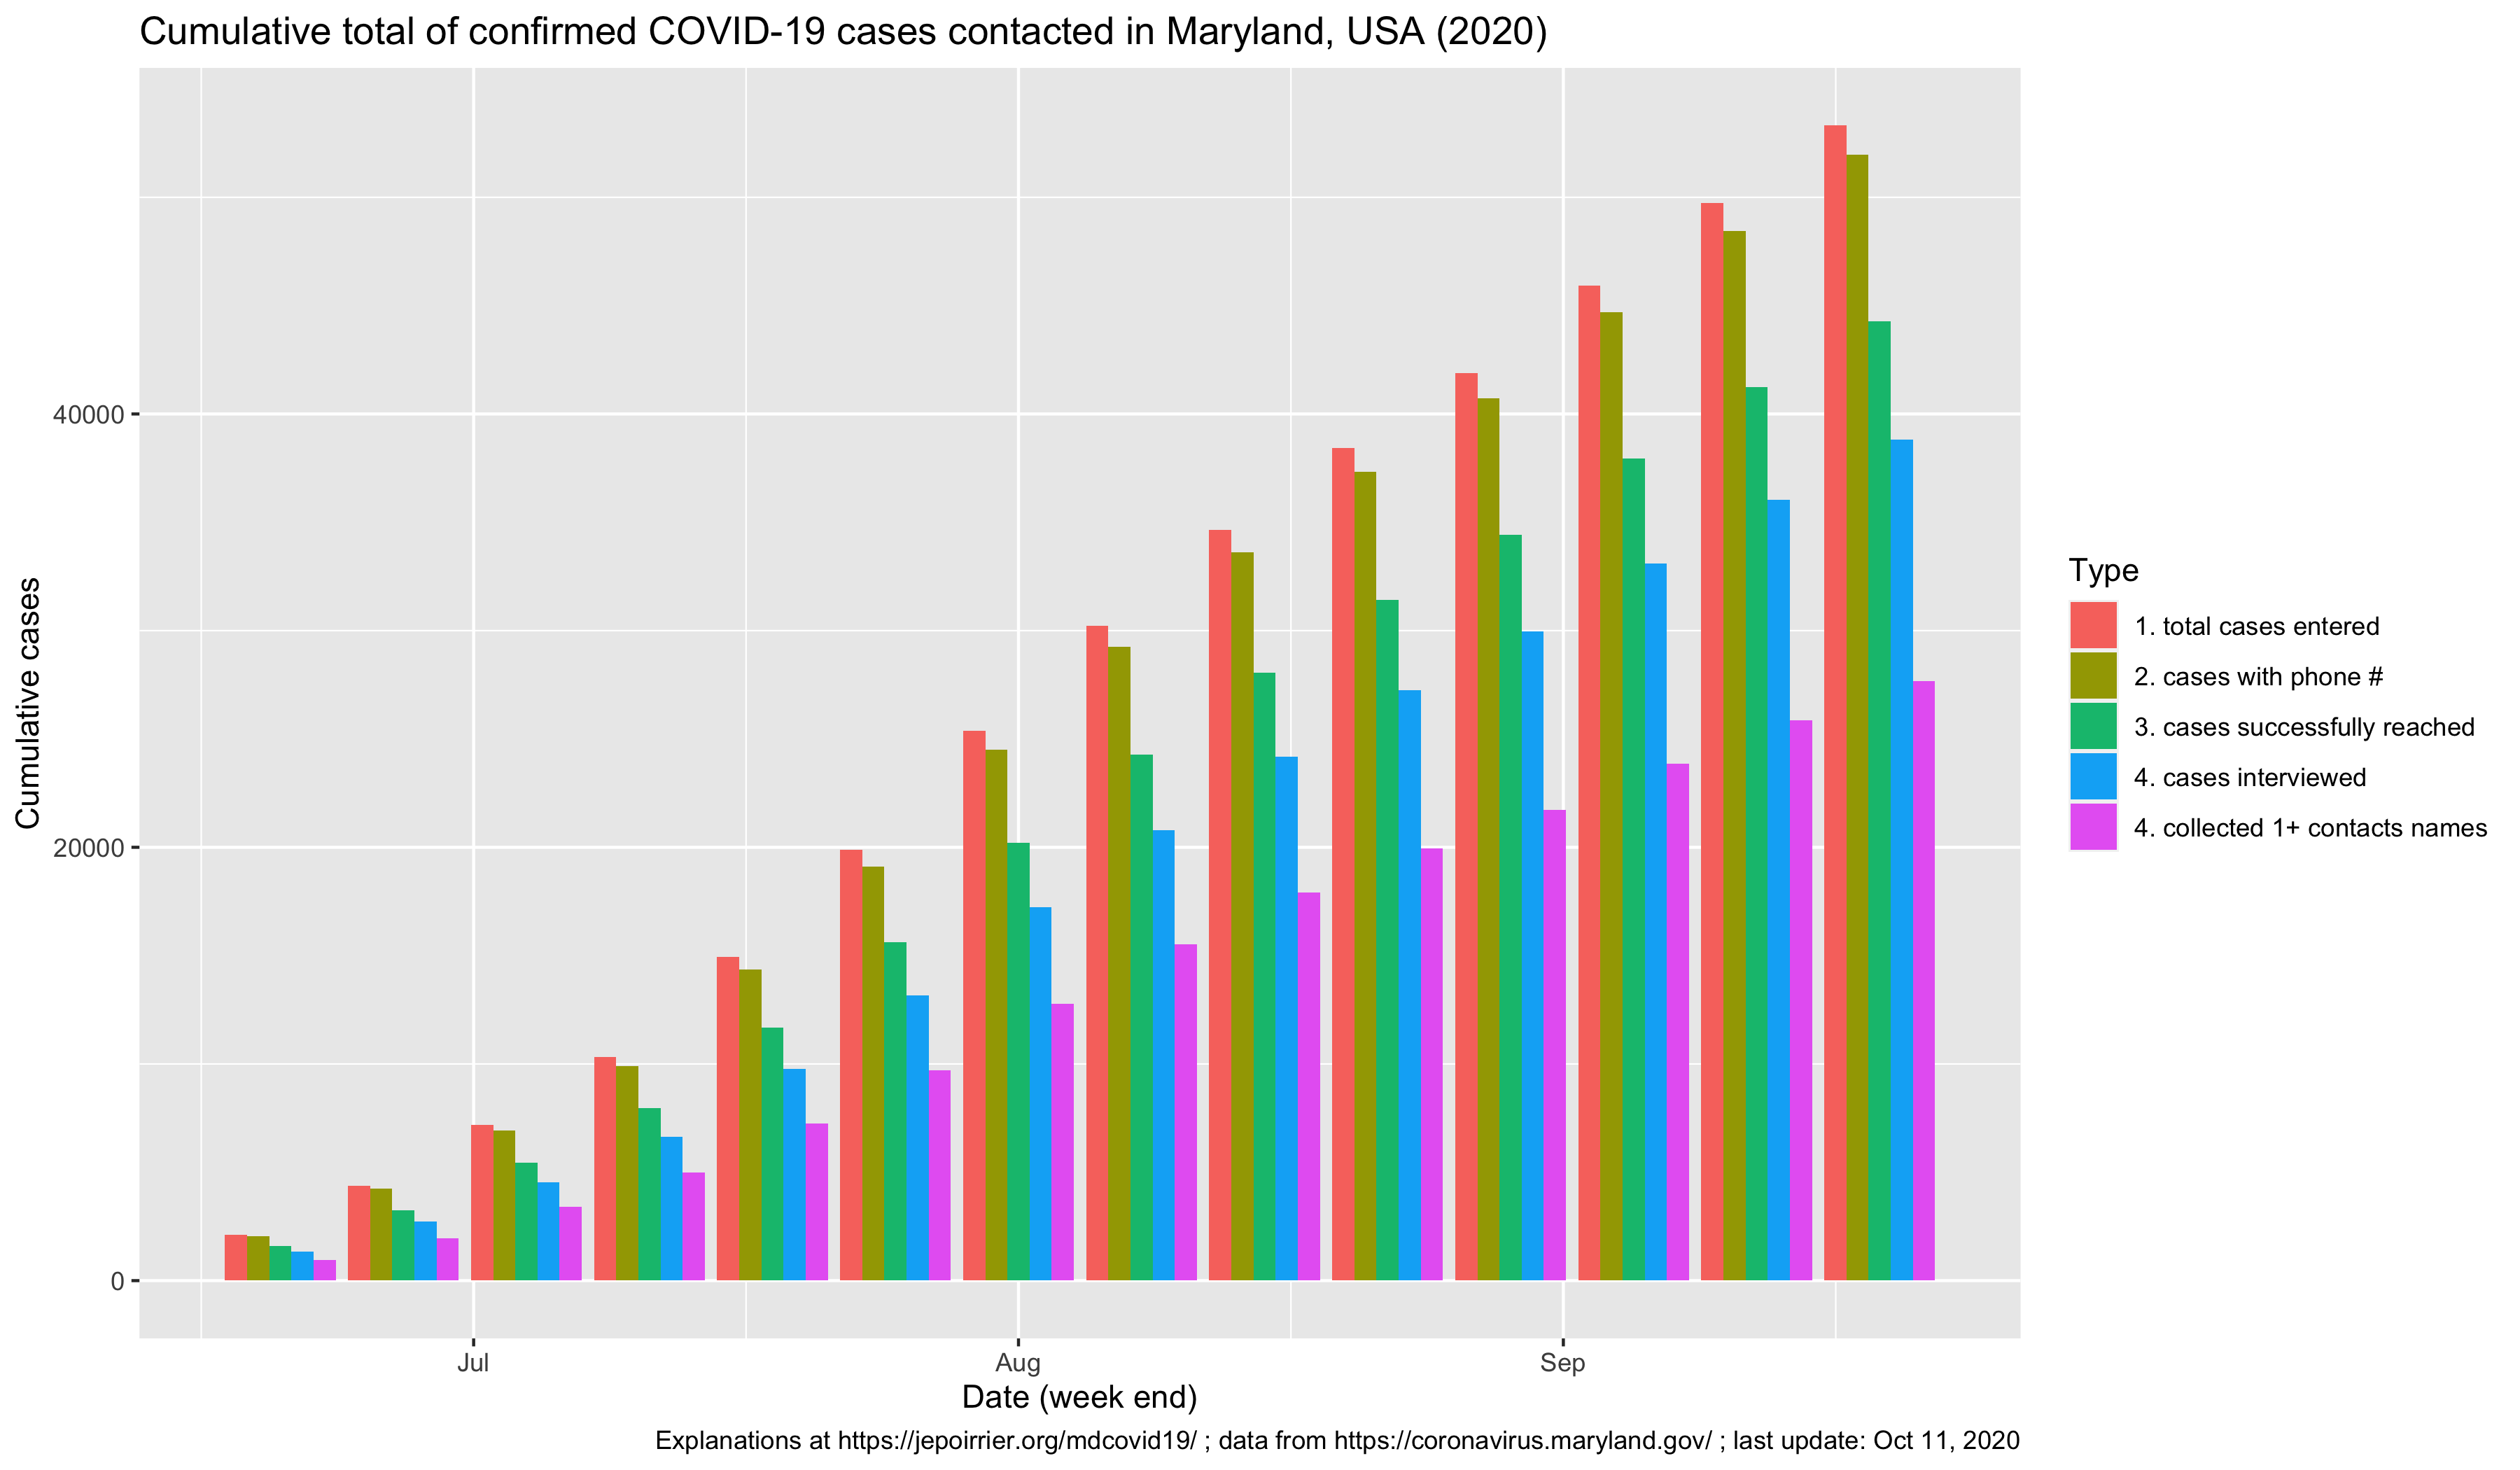 Cumulative total of confirmed COVID-19 cases contacted in Maryland, USA (2020)
Cumulative cases
40000
20000
0
Jul
Aug
Sep
Date (week end)
Type
1. total cases entered
2. cases with phone #
3. cases successfully reached
4. cases interviewed
4. collected 1+ contacts names
Explanations at https://jepoirrier.org/mdcovid19/ ; data from https://coronavirus.maryland.gov/ ; last update: Oct 11, 2020